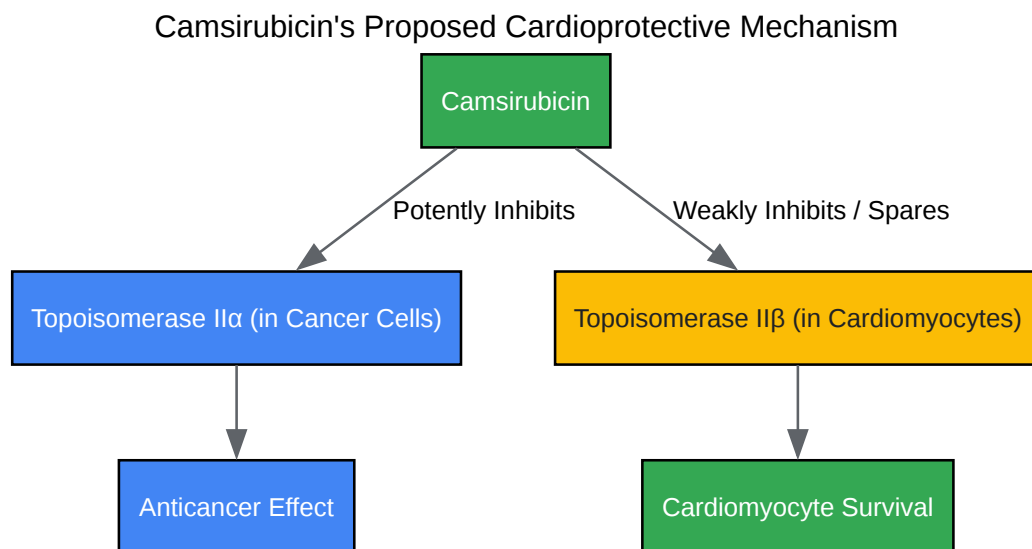 Camsirubicin's Proposed Cardioprotective Mechanism
Camsirubicin
Potently Inhibits
Weakly Inhibits / Spares
Topoisomerase IIα (in Cancer Cells)
Topoisomerase IIβ (in Cardiomyocytes)
Anticancer Effect
Cardiomyocyte Survival